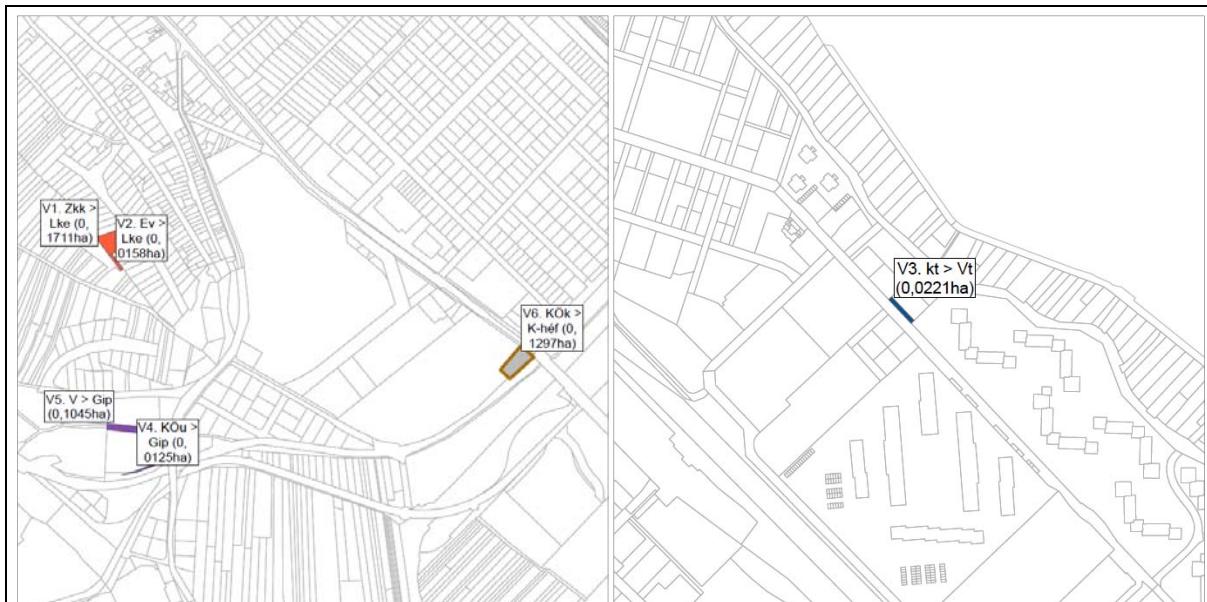 V1. Zkk >
Lke (0,
1711ha)
V2. Ev >
Lke (0,
0158ha)
V3. kt > Vt
(0,0221ha)
V6. KÖk >
K-héf (0,
1297ha)
V5. V > Gip
(0,1045ha)
V4. KÖu >
Gip (0,
0125ha)